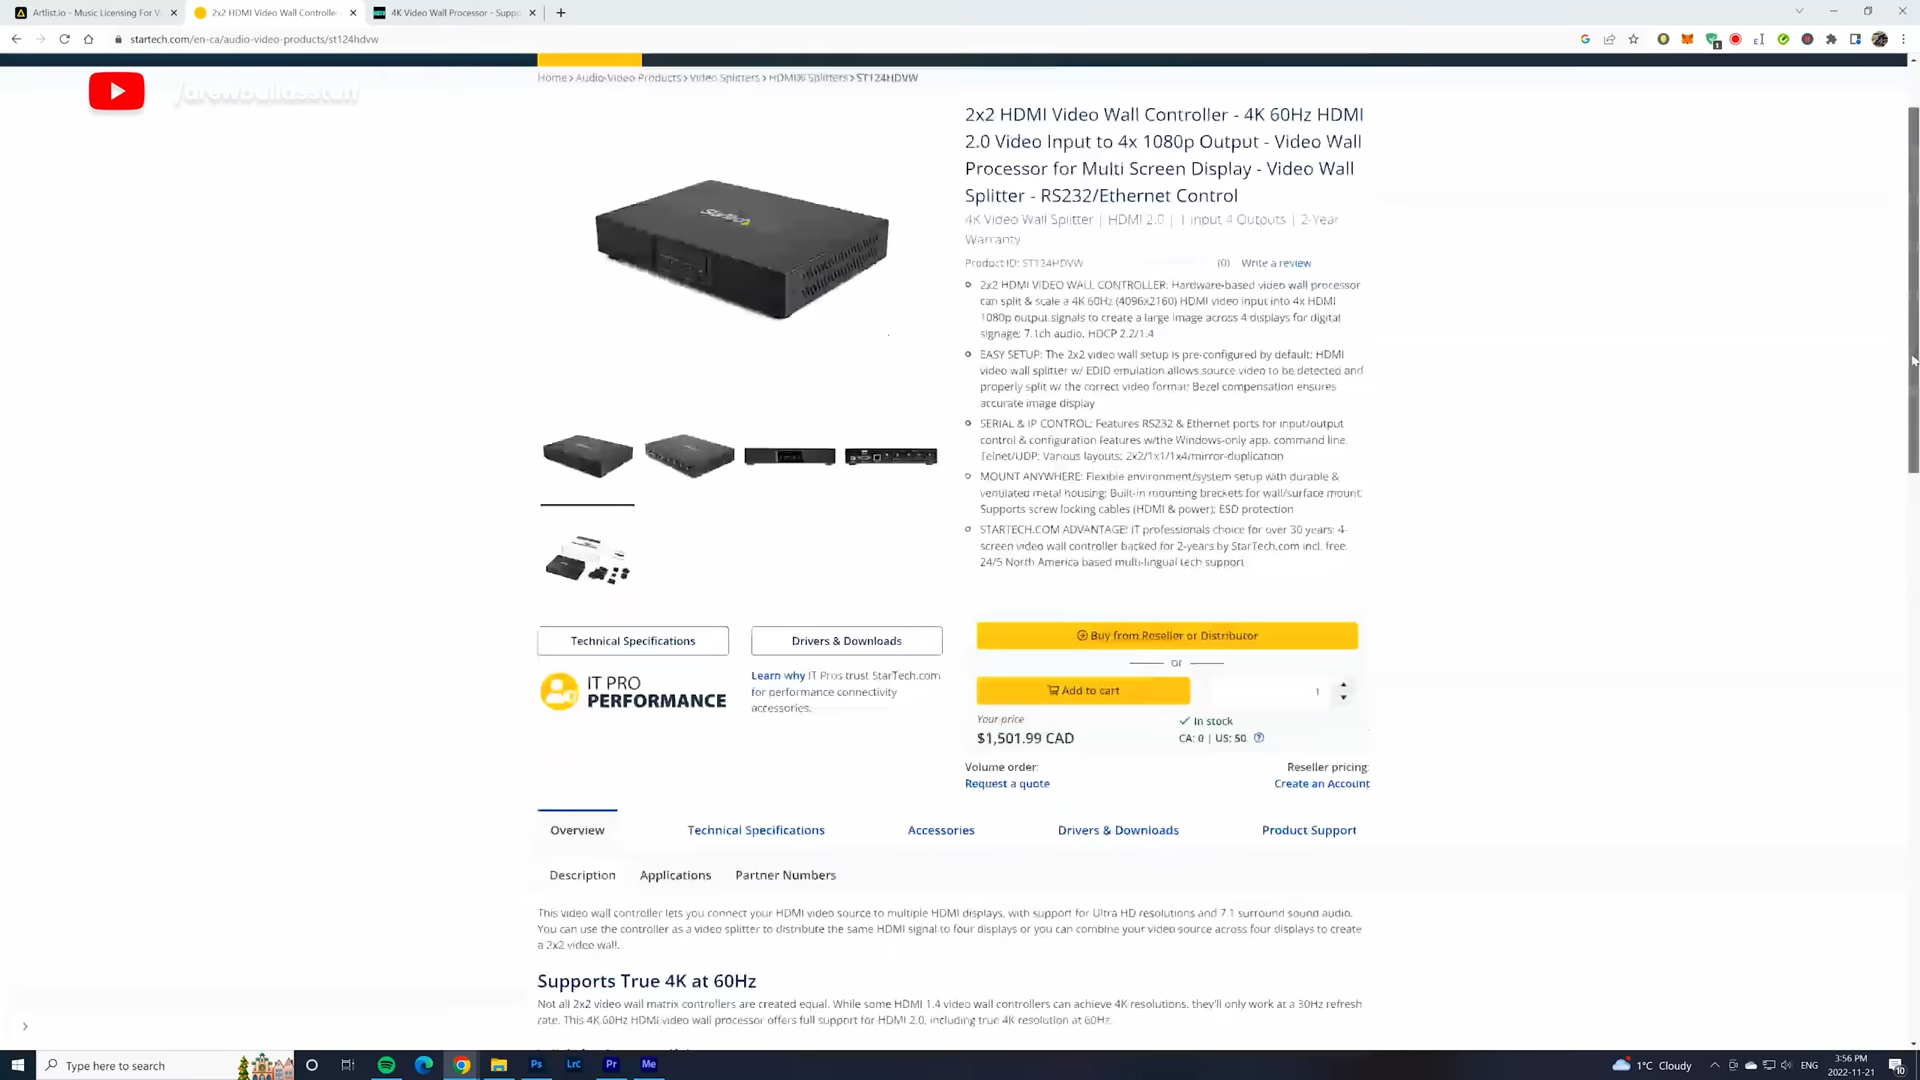 Artlist.io - Music Licensing For V
2x2 HDMI Video Wall Controller
4K Video Wall Processor - Suppo
startech.com/en-ca/audio-video-products/st124hdvw
/drewbuildsstuff
Home > Audio-Video Products > Video Splitters > HDMI® Splitters > ST124HDVW
2x2 HDMI Video Wall Controller - 4K 60Hz HDMI
2.0 Video Input to 4x 1080p Output - Video Wall
Processor for Multi Screen Display - Video Wall
Splitter - RS232/Ethernet Control
4K Video Wall Splitter | HDMI 2.0 | 1 Input 4 Outputs | 2-Year
Warranty
Product ID: ST124HDVW
(0) Write a review
2x2 HDMI VIDEO WALL CONTROLLER: Hardware-based video wall processor
can split & scale a 4K 60Hz (4096x2160) HDMI video input into 4x HDMI
1080p output signals to create a large image across 4 displays for digital
signage; 7.1ch audio, HDCP 2.2/1.4
EASY SETUP: The 2x2 video wall setup is pre-configured by default; HDMI
video wall splitter w/ EDID emulation allows source video to be detected and
properly split w/ the correct video format; Bezel compensation ensures
accurate image display
SERIAL & IP CONTROL: Features RS232 & Ethernet ports for input/output
control & configuration features w/the Windows-only app, command line,
Telnet/UDP; Various layouts; 2x2/1x1/1x4/mirror-duplication
MOUNT ANYWHERE: Flexible environment/system setup with durable &
ventilated metal housing; Built-in mounting brackets for wall/surface mount;
Supports screw locking cables (HDMI & power); ESD protection
STARTECH.COM ADVANTAGE: IT professionals choice for over 30 years; 4-
screen video wall controller backed for 2-years by StarTech.com incl. free
24/5 North America based multi-lingual tech support
StarTech
Technical Specifications
Drivers & Downloads
IT PRO
PERFORMANCE
Learn why IT Pros trust StarTech.com
for performance connectivity
accessories.
Buy from Reseller or Distributor
or
Add to cart
1
Your price
$1,501.99 CAD
In stock
CA: 0 | US: 50
Volume order:
Request a quote
Reseller pricing:
Create an Account
Overview
Technical Specifications
Accessories
Drivers & Downloads
Product Support
Description
Applications
Partner Numbers
This video wall controller lets you connect your HDMI video source to multiple HDMI displays, with support for Ultra HD resolutions and 7.1 surround sound audio.
You can use the controller as a video splitter to distribute the same HDMI signal to four displays or you can combine your video source across four displays to create
a 2x2 video wall.
Supports True 4K at 60Hz
Not all 2x2 video wall matrix controllers are created equal. While some HDMI 1.4 video wall controllers can achieve 4K resolutions, they'll only work at a 30Hz refresh
rate. This 4K 60Hz HDMI video wall processor offers full support for HDMI 2.0, including true 4K resolution at 60Hz.
Type here to search
Ps
Lrc
Pr
Me
1°C Cloudy
ENG
3:56 PM
2022-11-21
10